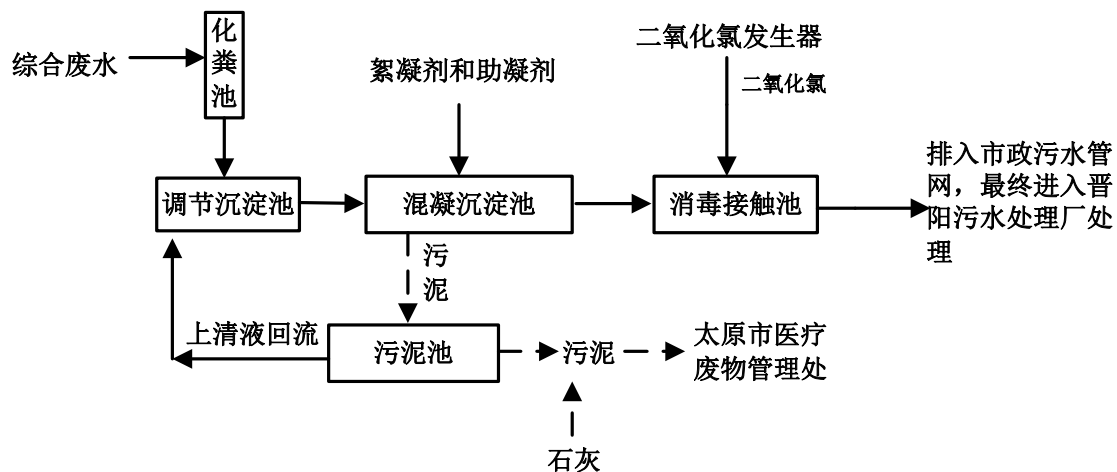 综合废水
化
粪
池
絮凝剂和助凝剂
二氧化氯发生器
二氧化氯
调节沉淀池
混凝沉淀池
消毒接触池
排入市政污水管
网，最终进入晋
阳污水处理厂处
理
污
泥
上清液回流
污泥池
污泥
太原市医疗
废物管理处
石灰